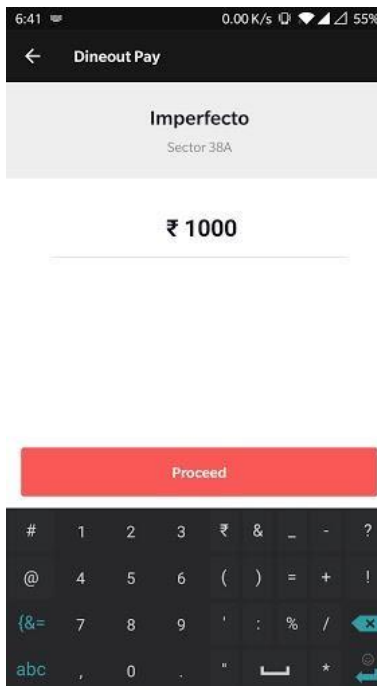 6:41 0.00 K/s 55%
Dineout Pay
Imperfecto
Sector 38A
₹ 1000
Proceed
# 1 2 3 ₹ & _ - ?
@ 4 5 6 ( ) = + !
{&= 7 8 9 ' : % /
abc , 0 . " *